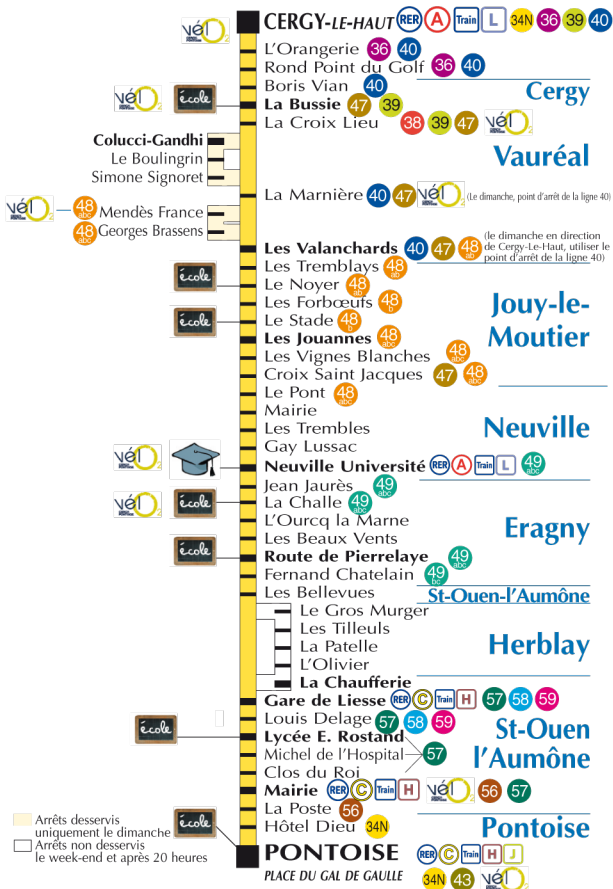 CERGY-LE-HAUT RER A Train L 34N 36 39 40
vélO2
L'Orangerie 36 40
Rond Point du Golf 36 40
Boris Vian 40
Cergy
vélO2 école La Bussie 47 39
La Croix Lieu 38 39 47 vélO2
Colucci-Gandhi
Le Boulingrin
Simone Signoret
Vauréal
La Marnière 40 47 vélO2 (Le dimanche, point d'arrêt de la ligne 40)
vélO2 48 abc Mendès France
48 abc Georges Brassens
Les Valanchards 40 47 48 ab
(le dimanche en direction
de Cergy-Le-Haut, utiliser le
point d'arrêt de la ligne 40)
Les Tremblays 48 ab
école Le Noyer 48 ab
Les Forbœufs 48 b
école Le Stade 48 b
Les Jouannes 48 abc
Les Vignes Blanches 48 abc
Croix Saint Jacques 47 48 abc
Jouy-le-
Moutier
Le Pont 48 abc
Mairie
Les Trembles
Gay Lussac
Neuville
vélO2 Neuville Université RER A Train L 49 abc
Jean Jaurès 49 abc
vélO2 école La Challe 49 abc
L'Ourcq la Marne
Les Beaux Vents
Eragny
école Route de Pierrelaye 49 abc
Fernand Chatelain 49 bc
Les Bellevues
St-Ouen-l'Aumône
Le Gros Murger
Les Tilleuls
La Patelle
L'Olivier
La Chaufferie
Herblay
Gare de Liesse RER C Train H 57 58 59
Louis Delage 57 58 59
école Lycée E. Rostand
Michel de l'Hospital 57
Clos du Roi
St-Ouen
l'Aumône
Mairie RER C Train H vélO2 56 57
La Poste 56
Hôtel Dieu 34N
Pontoise
école
PONTOISE RER C Train H J
PLACE DU GAL DE GAULLE 34N 43 vélO2
Arrêts desservis
uniquement le dimanche
Arrêts non desservis
le week-end et après 20 heures